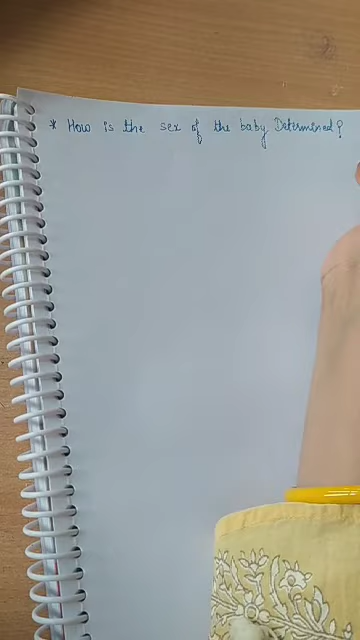 * How is the sex of the baby Determined?